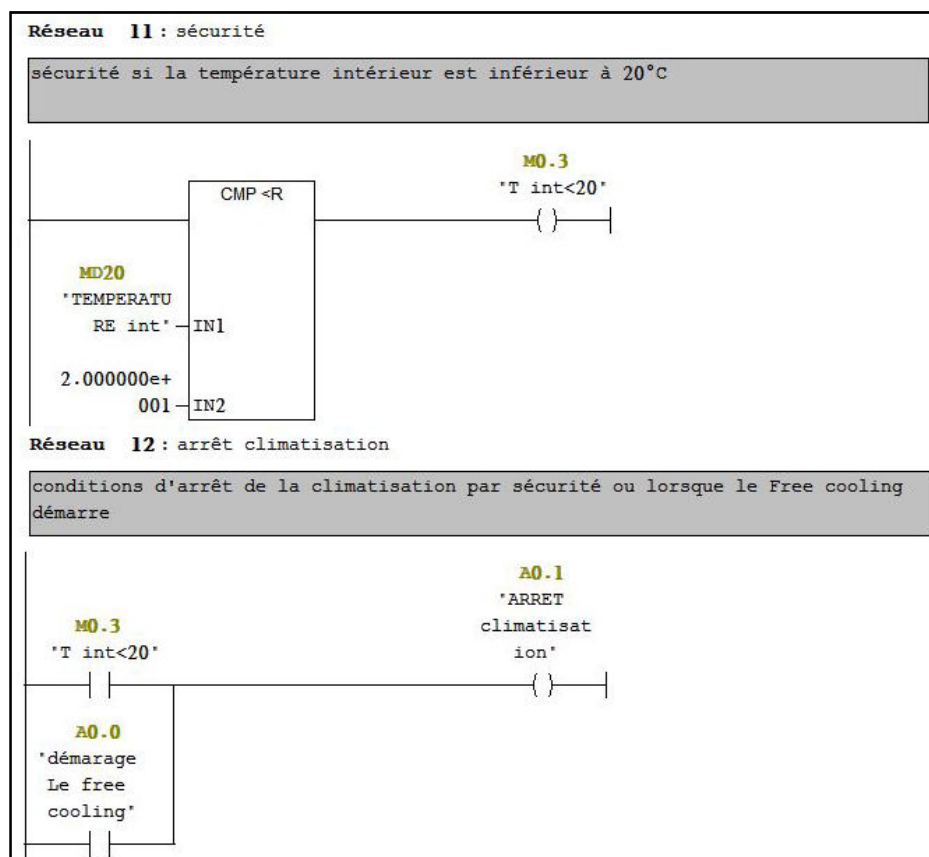 Réseau 11 : sécurité
sécurité si la température intérieur est inférieur à 20°C
M0.3
"T int<20"
CMP <R
MD20
"TEMPERATU
RE int"
IN1
2.000000e+
001
IN2
Réseau 12 : arrêt climatisation
conditions d'arrêt de la climatisation par sécurité ou lorsque le Free cooling
démarre
A0.1
"ARRET
climatisat
ion"
M0.3
"T int<20"
A0.0
"démarage
Le free
cooling"